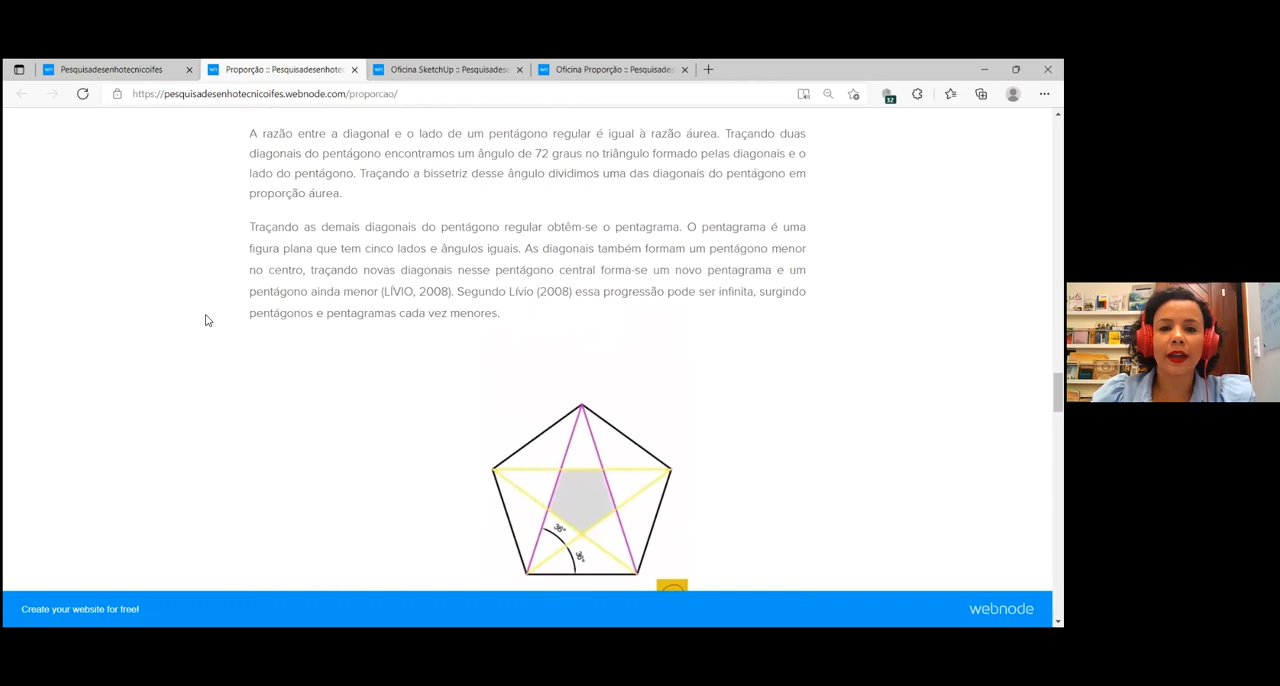 Pesquisadesenhotecnicoifes
Proporção :: Pesquisadesenhotec
Oficina SketchUp :: Pesquisadese
Oficina Proporção :: Pesquisades
https://pesquisadesenhotecnicoifes.webnode.com/proporcao/
32
A razão entre a diagonal e o lado de um pentágono regular é igual à razão áurea. Traçando duas
diagonais do pentágono encontramos um ângulo de 72 graus no triângulo formado pelas diagonais e o
lado do pentágono. Traçando a bissetriz desse ângulo dividimos uma das diagonais do pentágono em
proporção áurea.
Traçando as demais diagonais do pentágono regular obtêm-se o pentagrama. O pentagrama é uma
figura plana que tem cinco lados e ângulos iguais. As diagonais também formam um pentágono menor
no centro, traçando novas diagonais nesse pentágono central forma-se um novo pentagrama e um
pentágono ainda menor (LÍVIO, 2008). Segundo Lívio (2008) essa progressão pode ser infinita, surgindo
pentágonos e pentagramas cada vez menores.
36°
36°
Create your website for free!
webnode